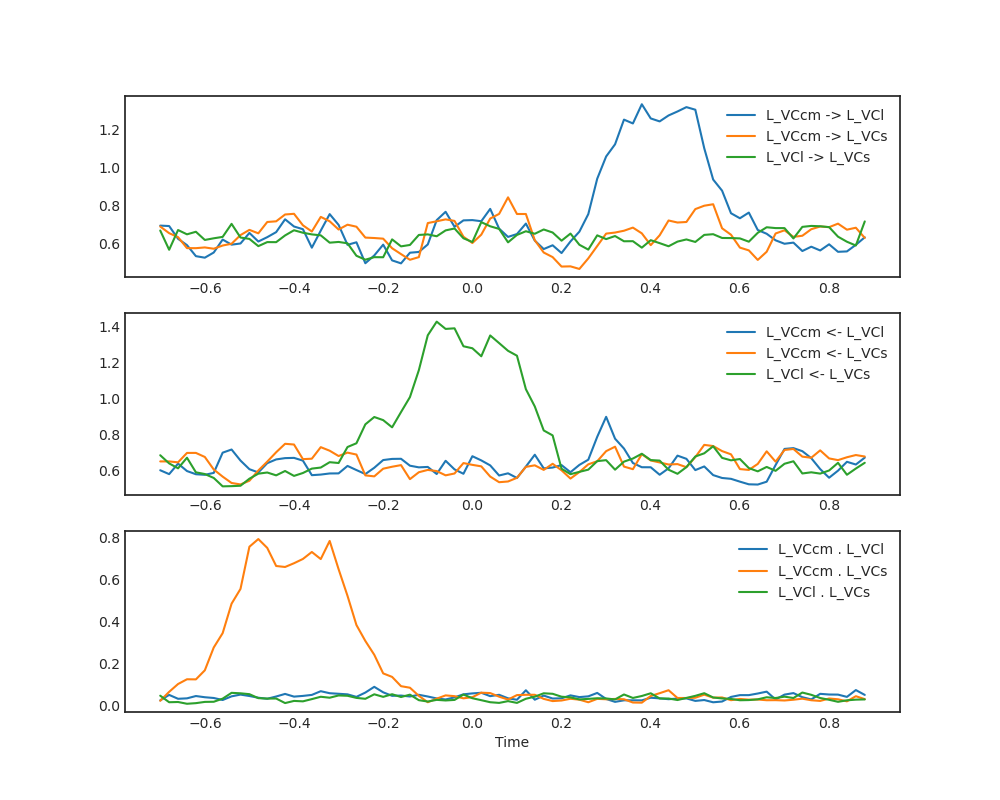 1.2
1.0
0.8
0.6
L_VCcm -> L_VCl
L_VCcm -> L_VCs
L_VCl -> L_VCs
−0.6 −0.4 −0.2 0.0 0.2 0.4 0.6 0.8
1.4
1.2
1.0
0.8
0.6
L_VCcm <- L_VCl
L_VCcm <- L_VCs
L_VCl <- L_VCs
−0.6 −0.4 −0.2 0.0 0.2 0.4 0.6 0.8
0.8
0.6
0.4
0.2
0.0
L_VCcm . L_VCl
L_VCcm . L_VCs
L_VCl . L_VCs
−0.6 −0.4 −0.2 0.0 0.2 0.4 0.6 0.8
Time